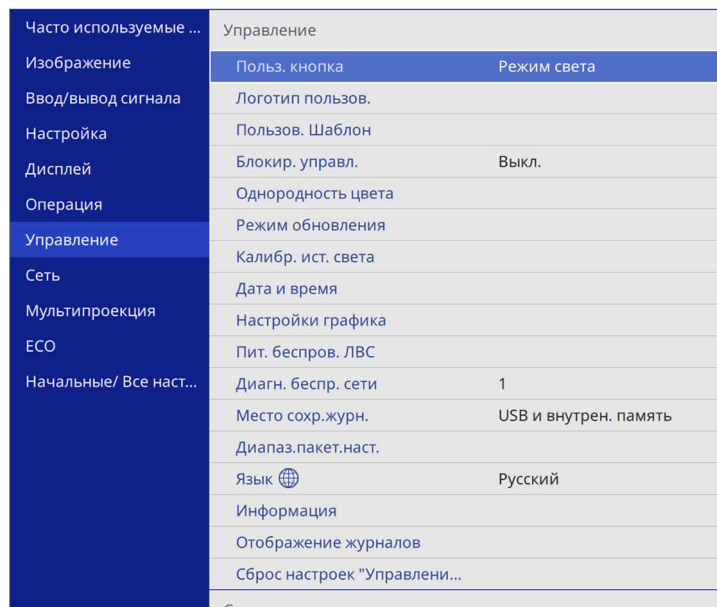 Часто используемые ...
Изображение
Ввод/вывод сигнала
Настройка
Дисплей
Операция
Управление
Сеть
Мультипроекция
ECO
Начальные/ Все наст...
Управление
Польз. кнопка Режим света
Логотип пользов.
Пользов. Шаблон
Блокир. управл. Выкл.
Однородность цвета
Режим обновления
Калибр. ист. света
Дата и время
Настройки графика
Пит. беспров. ЛВС
Диагн. беспр. сети 1
Место сохр.журн. USB и внутрен. память
Диапаз.пакет.наст.
Язык Русский
Информация
Отображение журналов
Сброс настроек "Управлени...